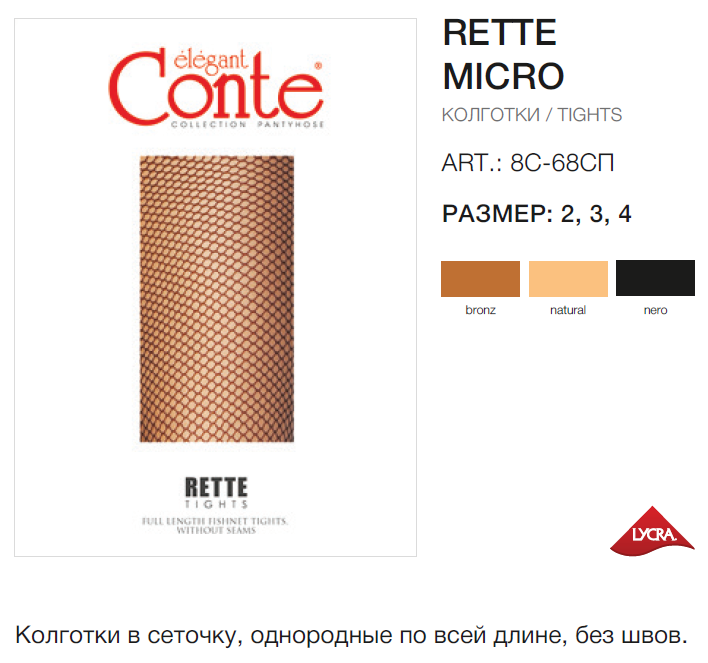 élégant
Conte®
COLLECTION PANTYHOSE
RETTE
TIGHTS
FULL LENGTH FISHNET TIGHTS.
WITHOUT SEAMS
RETTE
MICRO
КОЛГОТКИ / TIGHTS
ART.: 8С-68СП
РАЗМЕР: 2, 3, 4
bronz natural nero
LYCRA
Колготки в сеточку, однородные по всей длине, без швов.